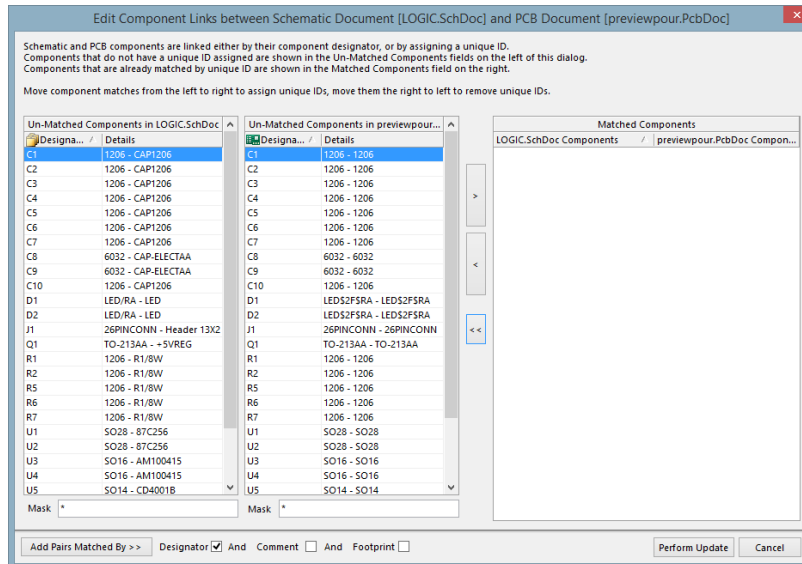 Edit Component Links between Schematic Document [LOGIC.SchDoc] and PCB Document [previewpour.PcbDoc]
Schematic and PCB components are linked either by their component designator, or by assigning a unique ID.
Components that do not have a unique ID assigned are shown in the Un-Matched Components fields on the left of this dialog.
Components that are already matched by unique ID are shown in the Matched Components field on the right.
Move component matches from the left to right to assign unique IDs, move them the right to left to remove unique IDs.
Un-Matched Components in LOGIC.SchDoc
Designa... / Details
C1 1206 - CAP1206
C2 1206 - CAP1206
C3 1206 - CAP1206
C4 1206 - CAP1206
C5 1206 - CAP1206
C6 1206 - CAP1206
C7 1206 - CAP1206
C8 6032 - CAP-ELECTAA
C9 6032 - CAP-ELECTAA
C10 1206 - CAP1206
D1 LED/RA - LED
D2 LED/RA - LED
J1 26PINCONN - Header 13X2
Q1 TO-213AA - +5VREG
R1 1206 - R1/8W
R2 1206 - R1/8W
R5 1206 - R1/8W
R6 1206 - R1/8W
R7 1206 - R1/8W
U1 SO28 - 87C256
U2 SO28 - 87C256
U3 SO16 - AM100415
U4 SO16 - AM100415
U5 SO14 - CD4001B
Mask *
Un-Matched Components in previewpour...
Designa... / Details
C1 1206 - 1206
C2 1206 - 1206
C3 1206 - 1206
C4 1206 - 1206
C5 1206 - 1206
C6 1206 - 1206
C7 1206 - 1206
C8 6032 - 6032
C9 6032 - 6032
C10 1206 - 1206
D1 LED$2F$RA - LED$2F$RA
D2 LED$2F$RA - LED$2F$RA
J1 26PINCONN - 26PINCONN
Q1 TO-213AA - TO-213AA
R1 1206 - 1206
R2 1206 - 1206
R5 1206 - 1206
R6 1206 - 1206
R7 1206 - 1206
U1 SO28 - SO28
U2 SO28 - SO28
U3 SO16 - SO16
U4 SO16 - SO16
U5 SO14 - SO14
Mask *
>
<
<<
Matched Components
LOGIC.SchDoc Components / previewpour.PcbDoc Compon...
Add Pairs Matched By >> Designator And Comment And Footprint Perform Update Cancel